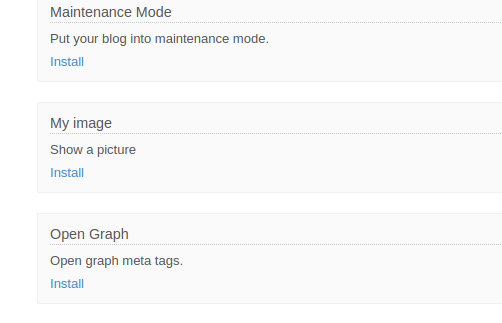 Maintenance Mode
Put your blog into maintenance mode.
Install
My image
Show a picture
Install
Open Graph
Open graph meta tags.
Install